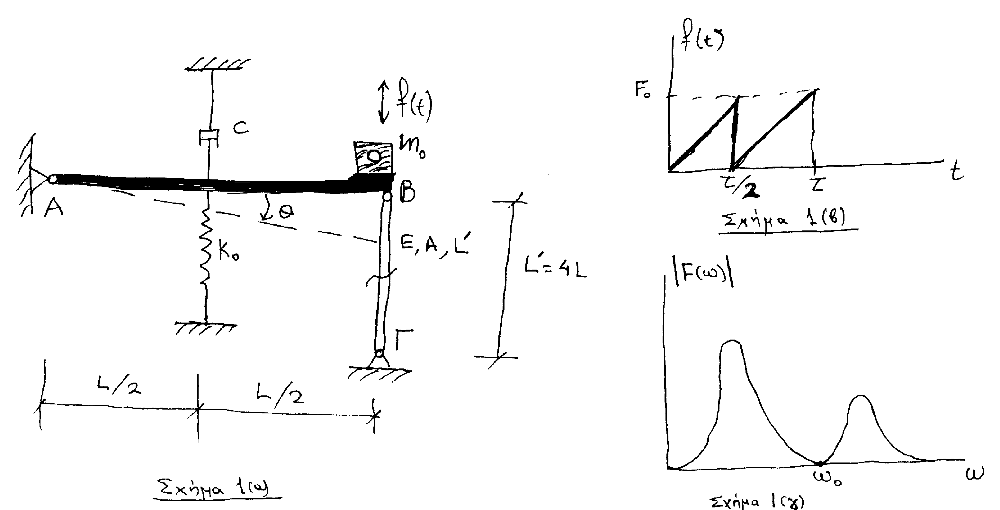 C
f(t)
m₀
A
θ
B
K₀
E, A, L′
L′= 4L
Γ
L/2
L/2
Σχήμα 1(α)
f(t)
F₀
τ/2
τ
t
Σχήμα 1(β)
|F(ω)|
ω₀
ω
Σχήμα 1(γ)